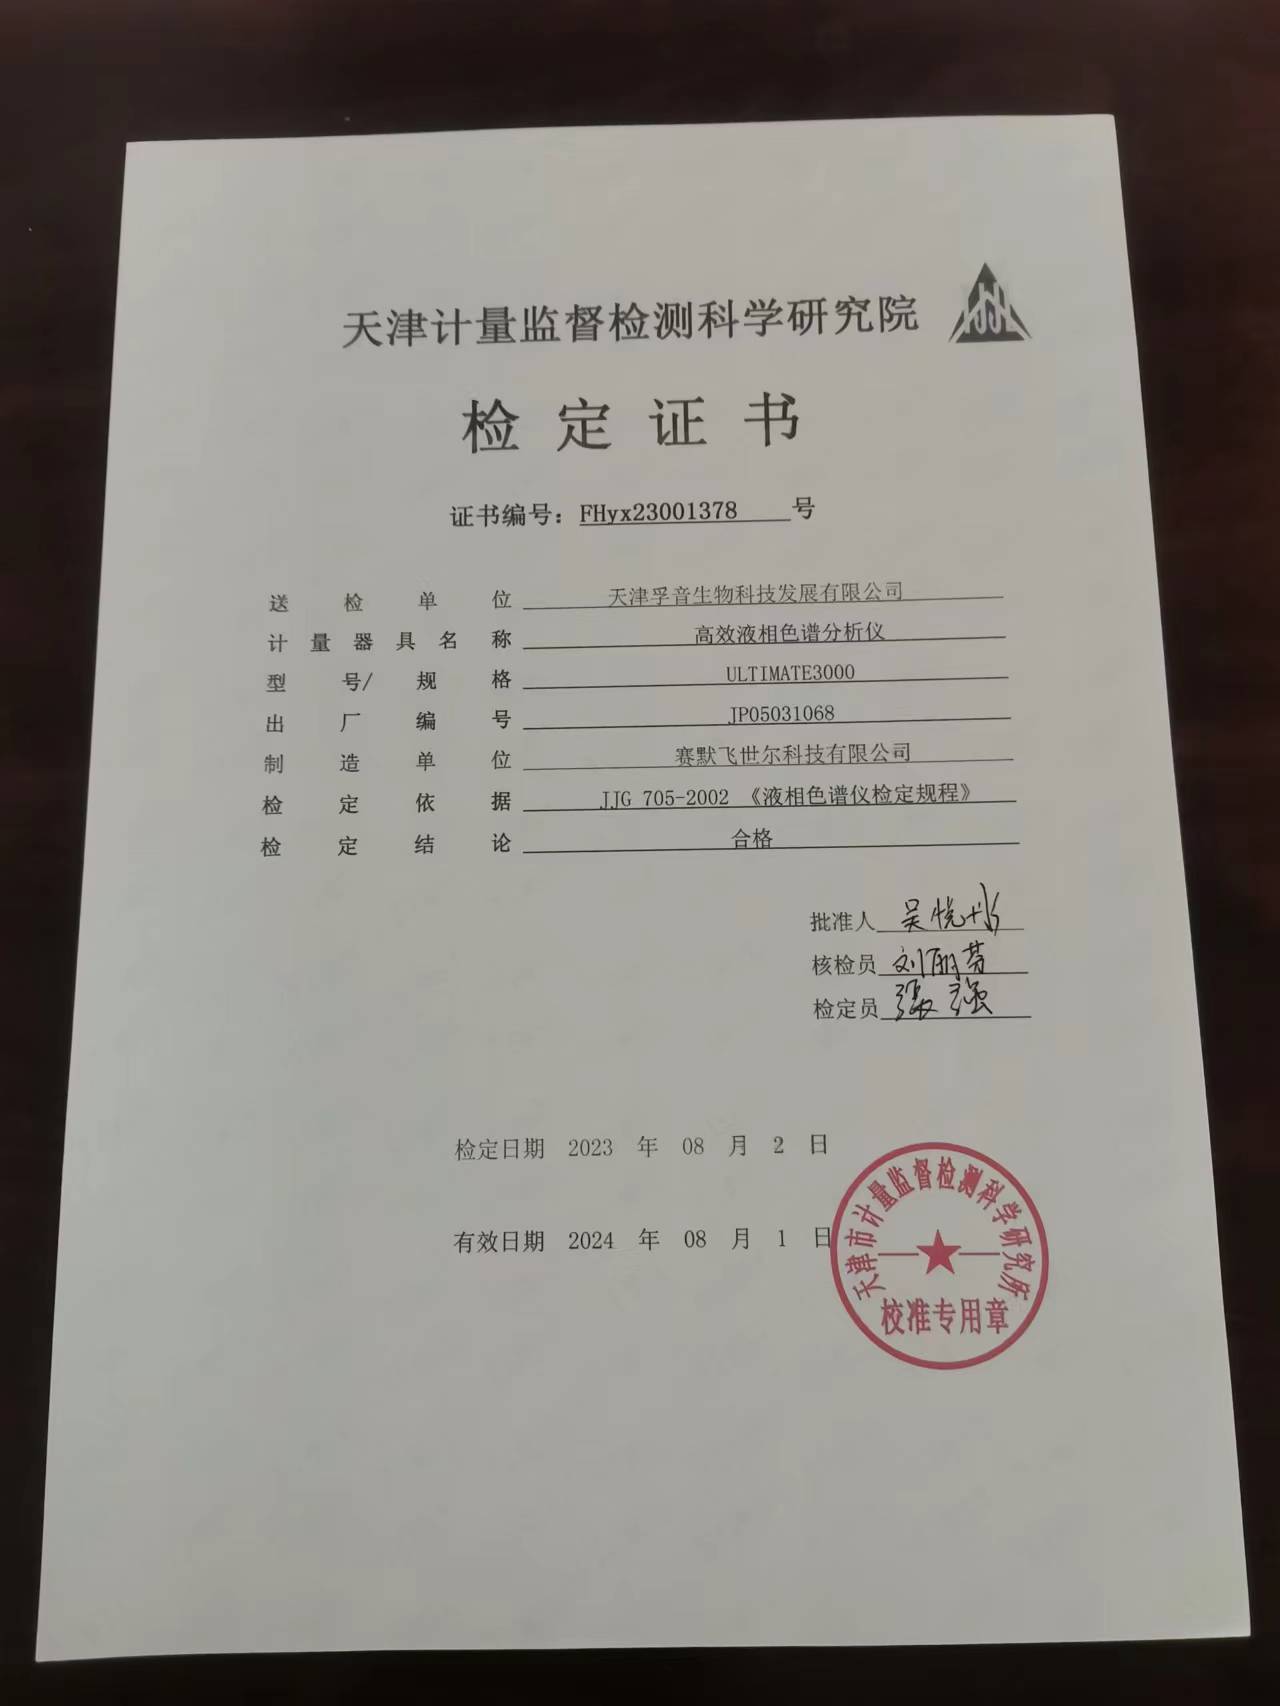 天津计量监督检测科学研究院
检定证书
证书编号：FHyx23001378 号
送检单位 天津孚音生物科技发展有限公司
计量器具名称 高效液相色谱分析仪
型号/规格 ULTIMATE3000
出厂编号 JP05031068
制造单位 赛默飞世尔科技有限公司
检定依据 JJG 705-2002 《液相色谱仪检定规程》
检定结论 合格
批准人 吴悦
核检员 刘丽芬
检定员 张强
检定日期 2023 年 08 月 2 日
有效日期 2024 年 08 月 1 日
天津市计量监督检测科学研究所
校准专用章